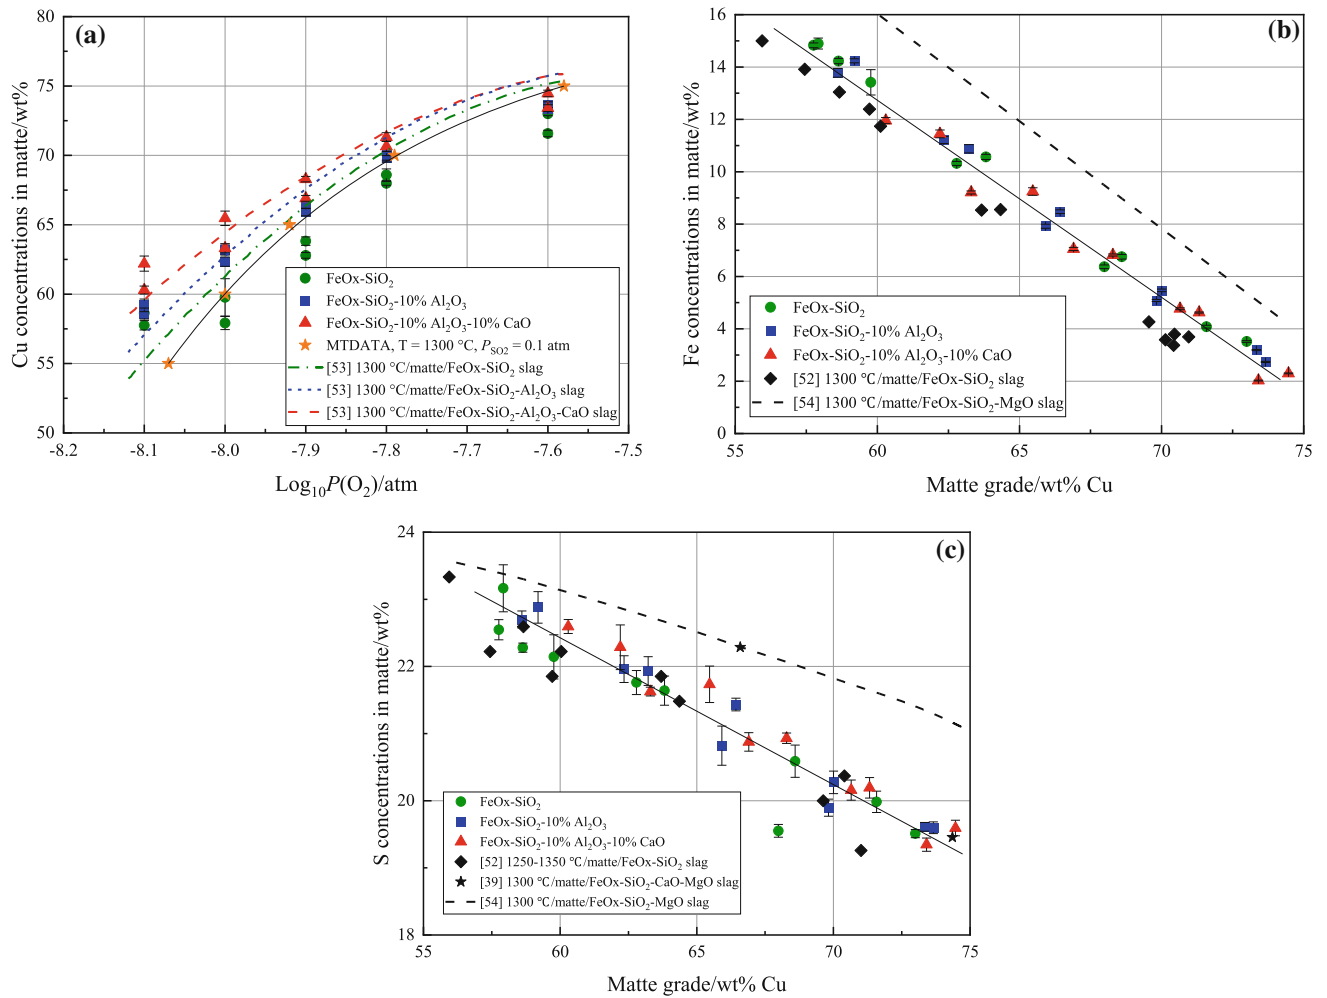 (a)
Cu concentrations in matte/wt%
80
75
70
65
60
55
50
FeOx-SiO₂
FeOx-SiO₂-10% Al₂O₃
FeOx-SiO₂-10% Al₂O₃-10% CaO
MTDATA, T = 1300 °C, P_SO2 = 0.1 atm
[53] 1300 °C/matte/FeOx-SiO₂ slag
[53] 1300 °C/matte/FeOx-SiO₂-Al₂O₃ slag
[53] 1300 °C/matte/FeOx-SiO₂-Al₂O₃-CaO slag
-8.2 -8.1 -8.0 -7.9 -7.8 -7.7 -7.6 -7.5
Log₁₀P(O₂)/atm
(b)
Fe concentrations in matte/wt%
16
14
12
10
8
6
4
2
0
FeOx-SiO₂
FeOx-SiO₂-10% Al₂O₃
FeOx-SiO₂-10% Al₂O₃-10% CaO
[52] 1300 °C/matte/FeOx-SiO₂ slag
[54] 1300 °C/matte/FeOx-SiO₂-MgO slag
55 60 65 70 75
Matte grade/wt% Cu
(c)
S concentrations in matte/wt%
24
22
20
18
FeOx-SiO₂
FeOx-SiO₂-10% Al₂O₃
FeOx-SiO₂-10% Al₂O₃-10% CaO
[52] 1250-1350 °C/matte/FeOx-SiO₂ slag
[39] 1300 °C/matte/FeOx-SiO₂-CaO-MgO slag
[54] 1300 °C/matte/FeOx-SiO₂-MgO slag
55 60 65 70 75
Matte grade/wt% Cu